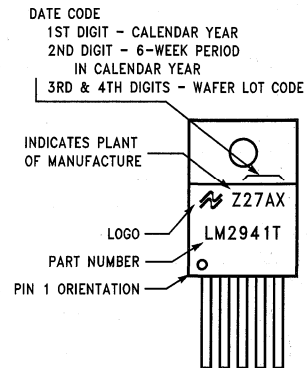 DATE CODE
1ST DIGIT - CALENDAR YEAR
2ND DIGIT - 6-WEEK PERIOD
IN CALENDAR YEAR
3RD & 4TH DIGITS - WAFER LOT CODE
INDICATES PLANT
OF MANUFACTURE
Z27AX
LOGO
LM2941T
PART NUMBER
PIN 1 ORIENTATION